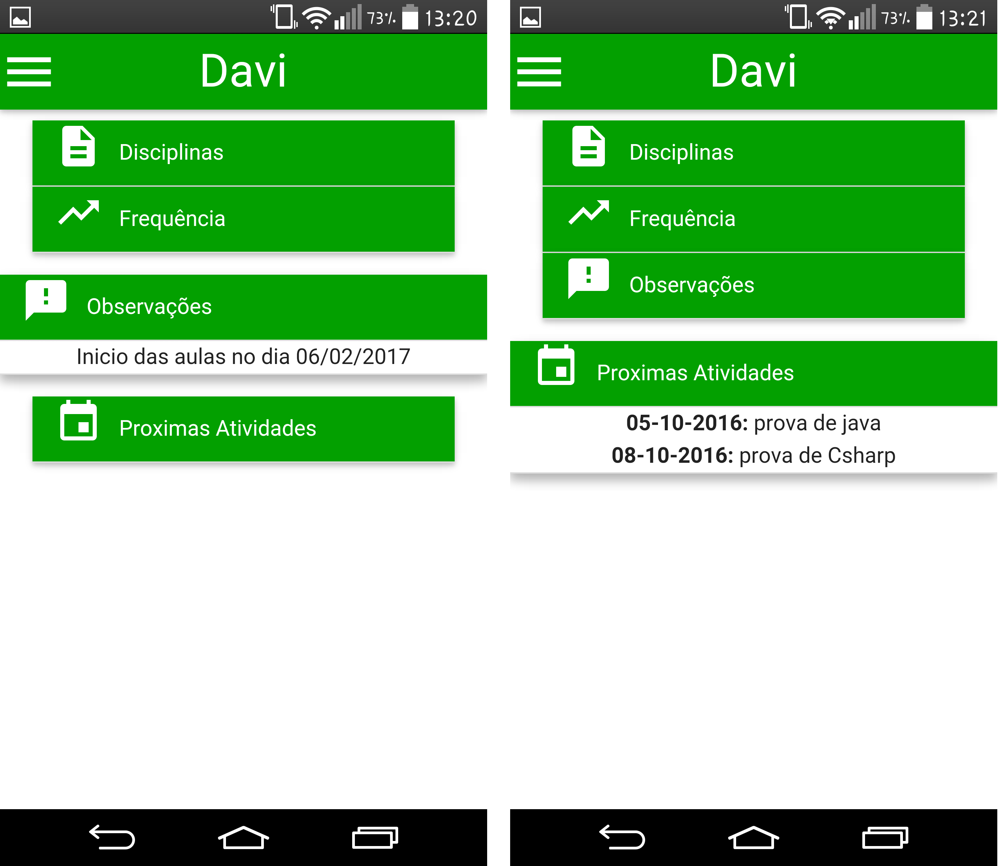 73% 13:20
Davi
Disciplinas
Frequência
Observações
Inicio das aulas no dia 06/02/2017
Proximas Atividades
73% 13:21
Davi
Disciplinas
Frequência
Observações
Proximas Atividades
05-10-2016: prova de java
08-10-2016: prova de Csharp